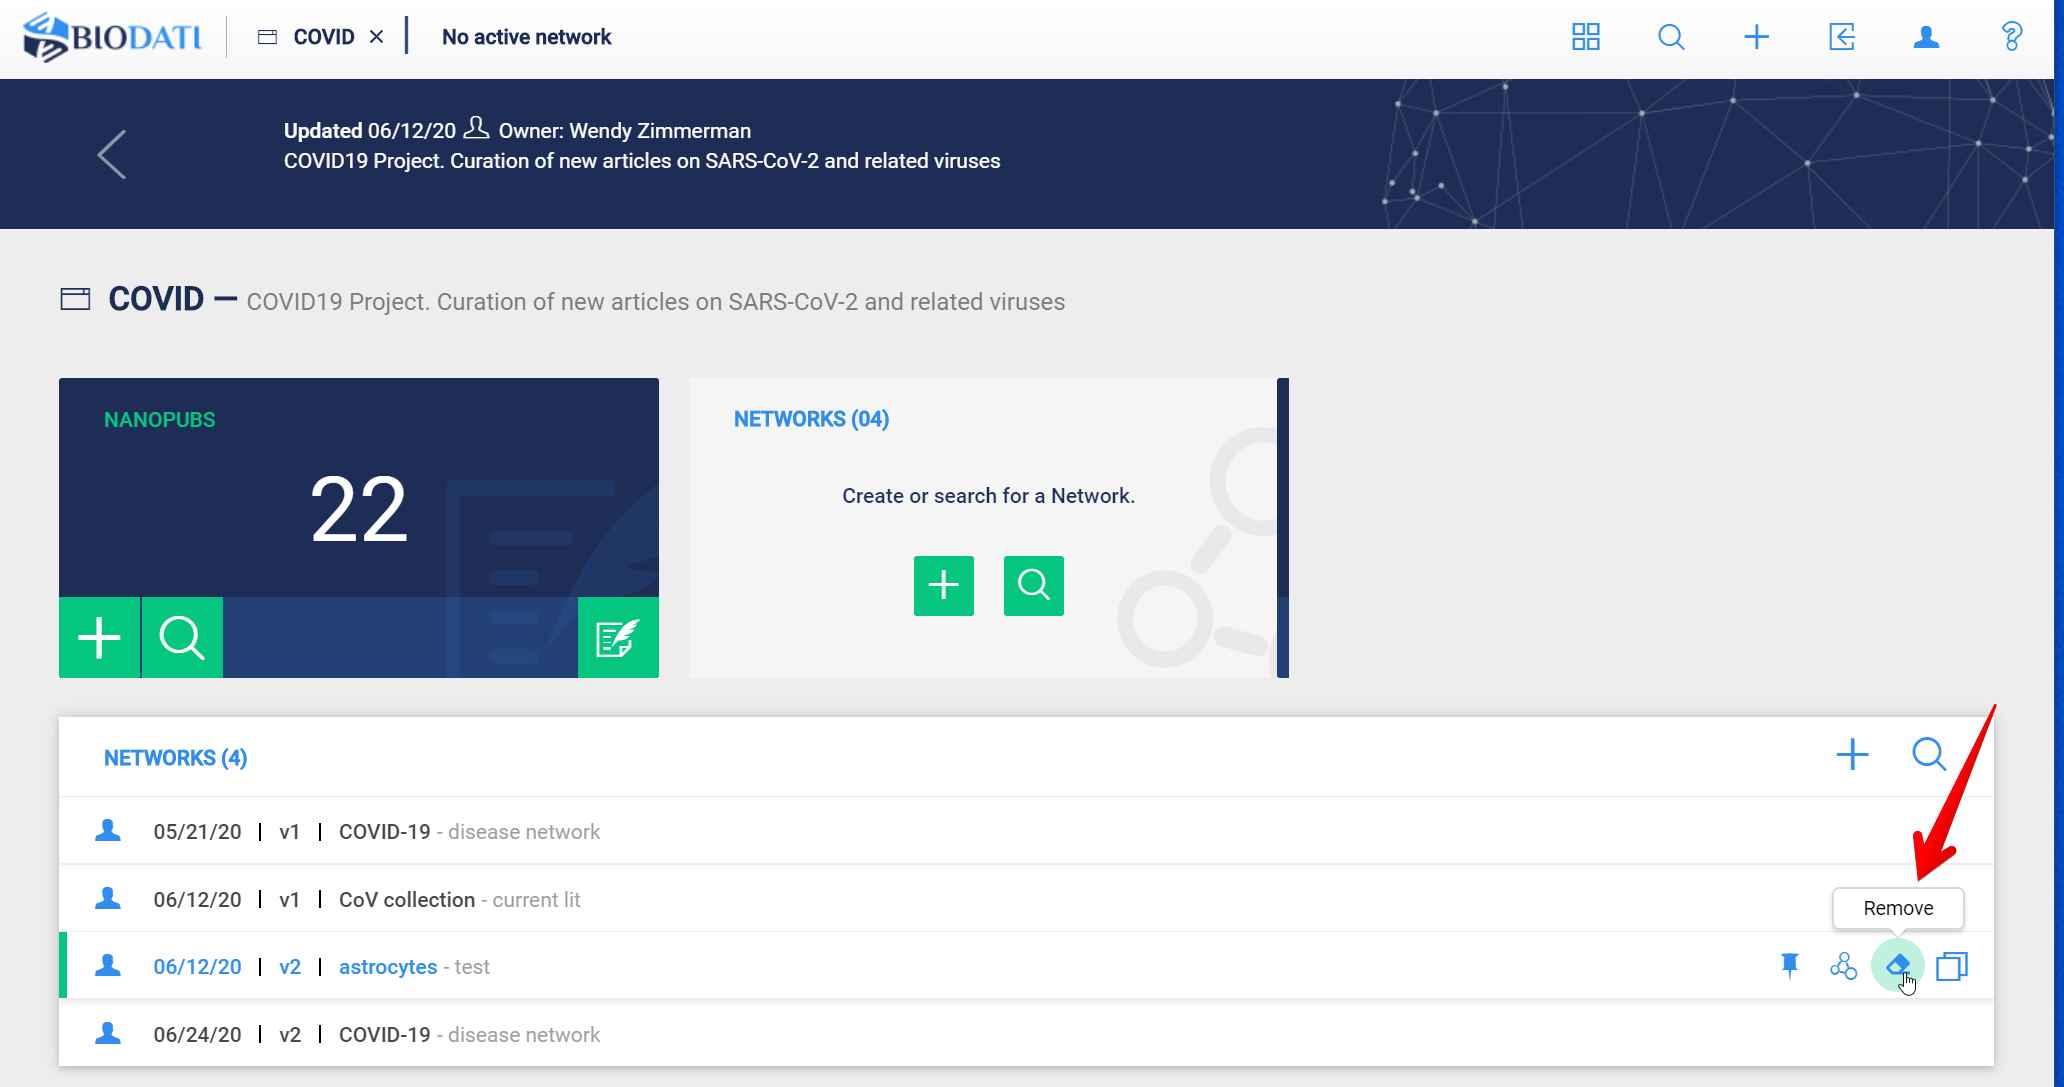 BIODATI COVID × No active network
Updated 06/12/20 Owner: Wendy Zimmerman
COVID19 Project. Curation of new articles on SARS-CoV-2 and related viruses
COVID — COVID19 Project. Curation of new articles on SARS-CoV-2 and related viruses
NANOPUBS
22
NETWORKS (04)
Create or search for a Network.
NETWORKS (4)
05/21/20 | v1 | COVID-19 - disease network
06/12/20 | v1 | CoV collection - current lit
Remove
06/12/20 | v2 | astrocytes - test
06/24/20 | v2 | COVID-19 - disease network